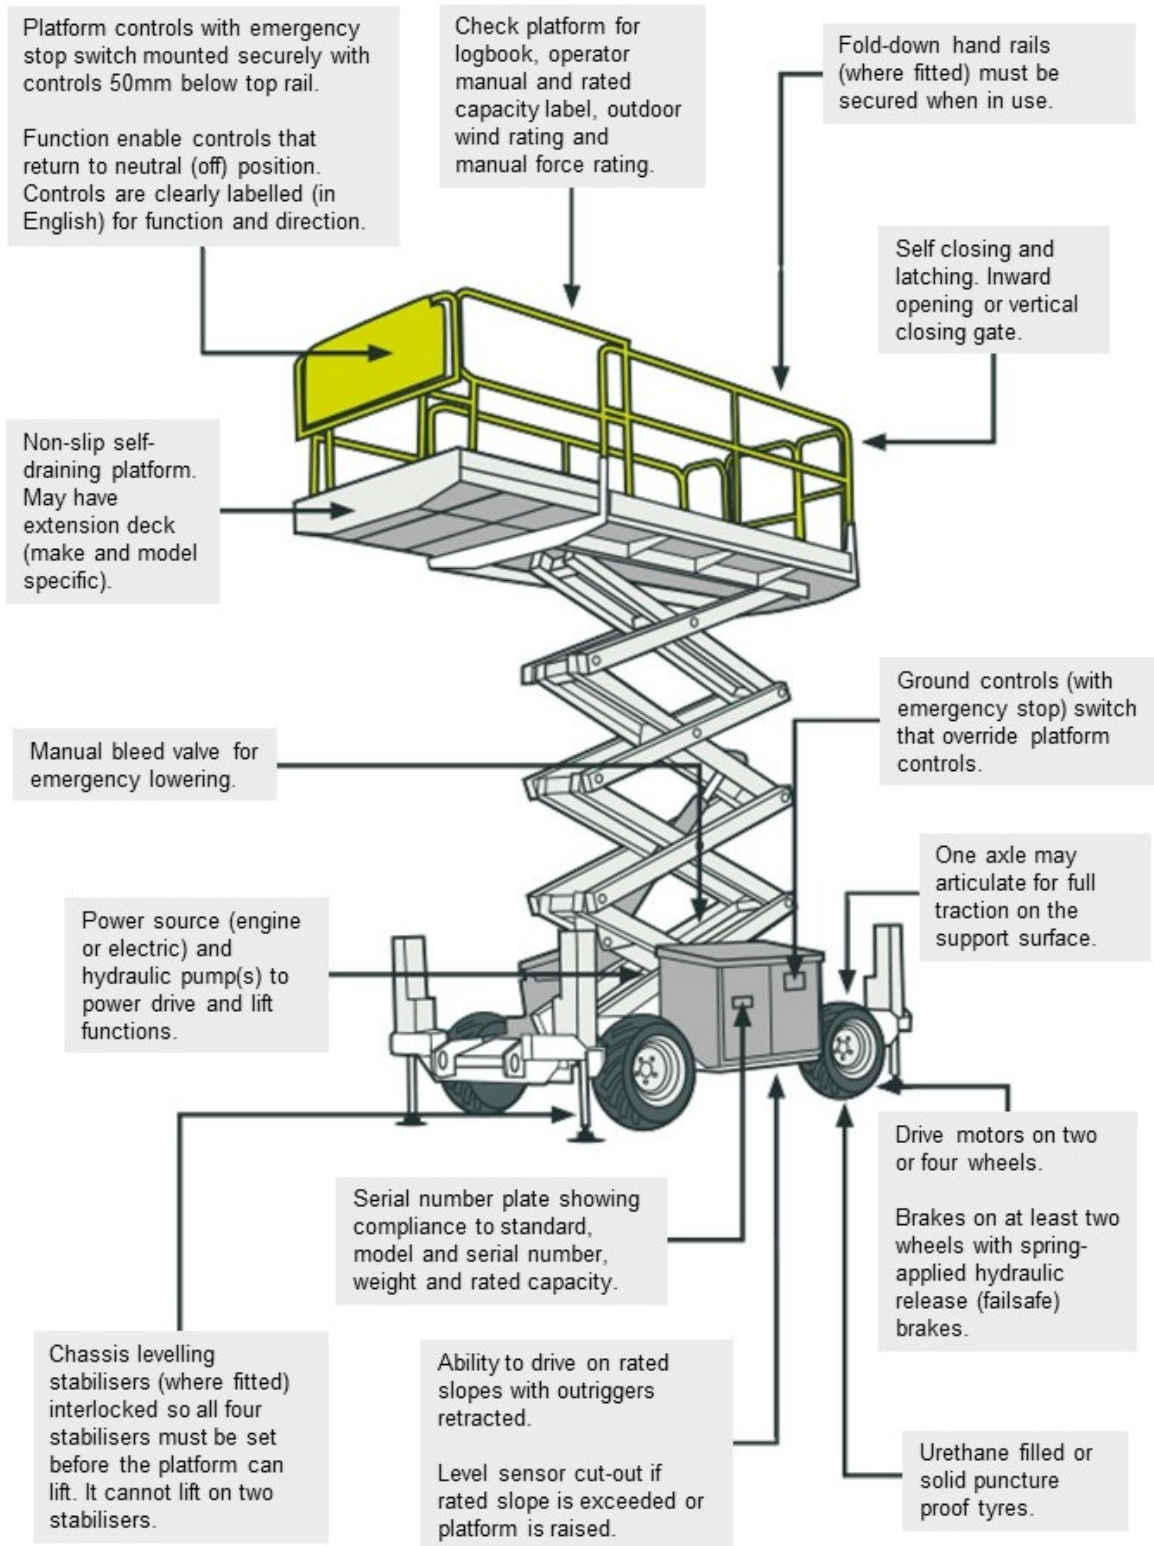 Platform controls with emergency
stop switch mounted securely with
controls 50mm below top rail.
Function enable controls that
return to neutral (off) position.
Controls are clearly labelled (in
English) for function and direction.
Check platform for
logbook, operator
manual and rated
capacity label, outdoor
wind rating and
manual force rating.
Fold-down hand rails
(where fitted) must be
secured when in use.
Self closing and
latching. Inward
opening or vertical
closing gate.
Non-slip self-
draining platform.
May have
extension deck
(make and model
specific).
Ground controls (with
emergency stop) switch
that override platform
controls.
Manual bleed valve for
emergency lowering.
One axle may
articulate for full
traction on the
support surface.
Power source (engine
or electric) and
hydraulic pump(s) to
power drive and lift
functions.
Drive motors on two
or four wheels.
Brakes on at least two
wheels with spring-
applied hydraulic
release (failsafe)
brakes.
Serial number plate showing
compliance to standard,
model and serial number,
weight and rated capacity.
Chassis levelling
stabilisers (where fitted)
interlocked so all four
stabilisers must be set
before the platform can
lift. It cannot lift on two
stabilisers.
Ability to drive on rated
slopes with outriggers
retracted.
Level sensor cut-out if
rated slope is exceeded or
platform is raised.
Urethane filled or
solid puncture
proof tyres.